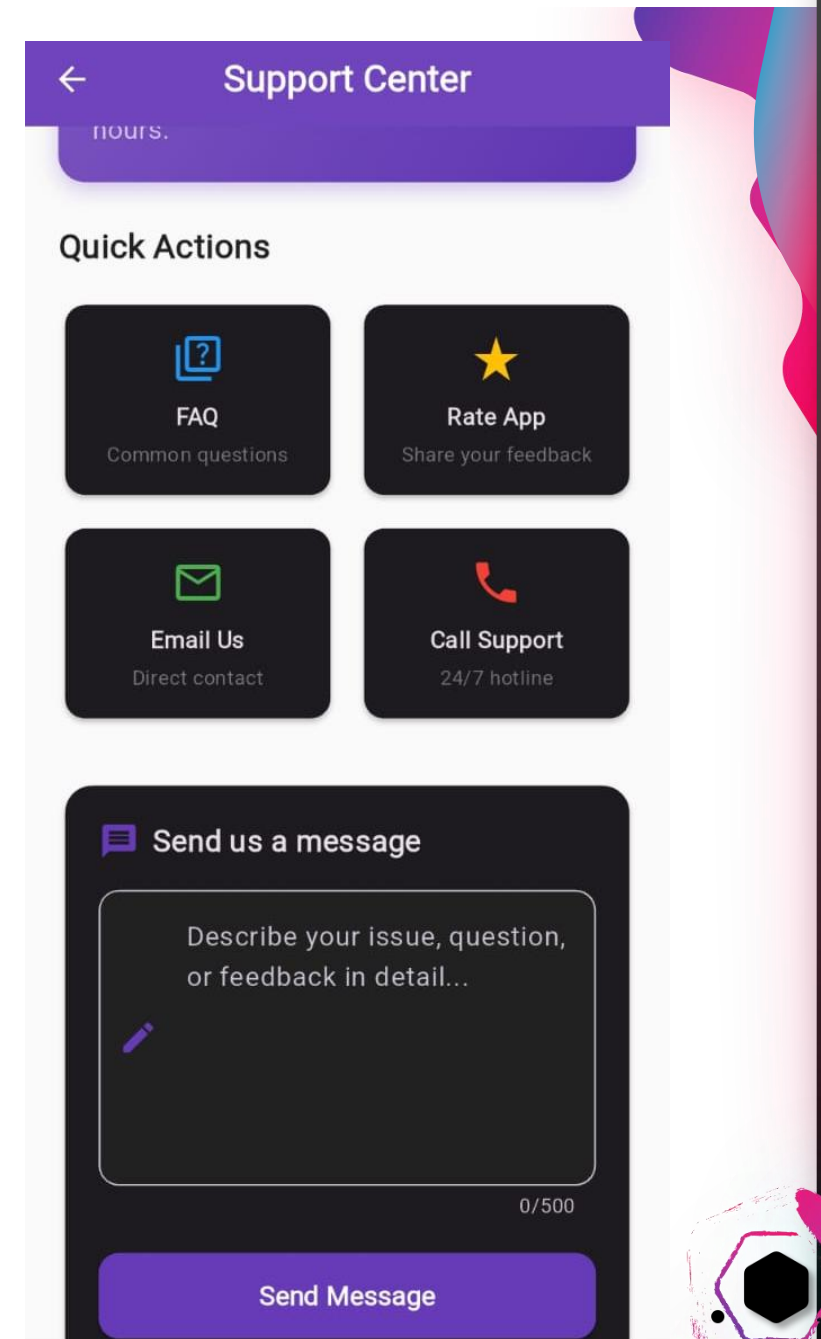 Support Center
hours.
Quick Actions
FAQ
Common questions
Rate App
Share your feedback
Email Us
Direct contact
Call Support
24/7 hotline
Send us a message
Describe your issue, question,
or feedback in detail...
0/500
Send Message